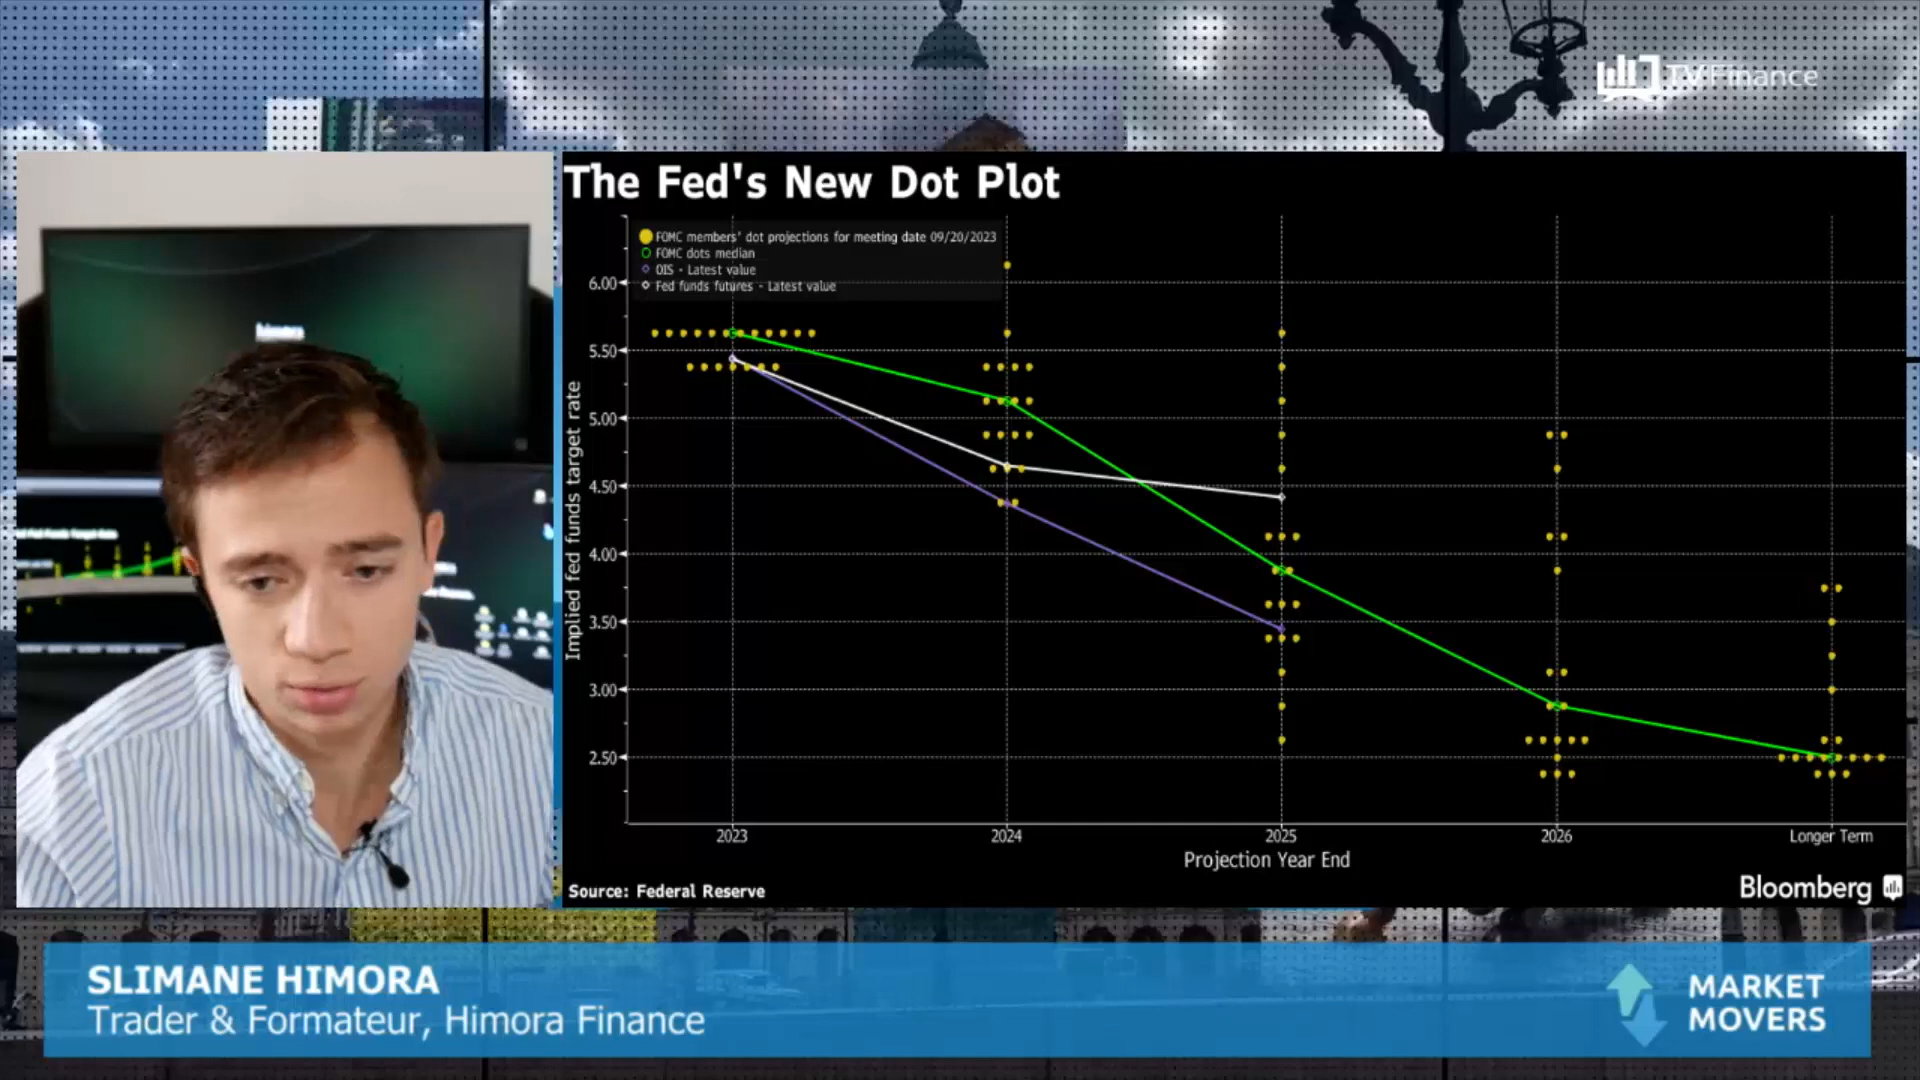 TV Finance
The Fed's New Dot Plot
FOMC members' dot projections for meeting date 09/20/2023
FOMC dots median
OIS - Latest value
Fed funds futures - Latest value
Implied fed funds target rate
6.00
5.50
5.00
4.50
4.00
3.50
3.00
2.50
2023 2024 2025 2026 Longer Term
Projection Year End
Source: Federal Reserve
Bloomberg
SLIMANE HIMORA
Trader & Formateur, Himora Finance
MARKET
MOVERS